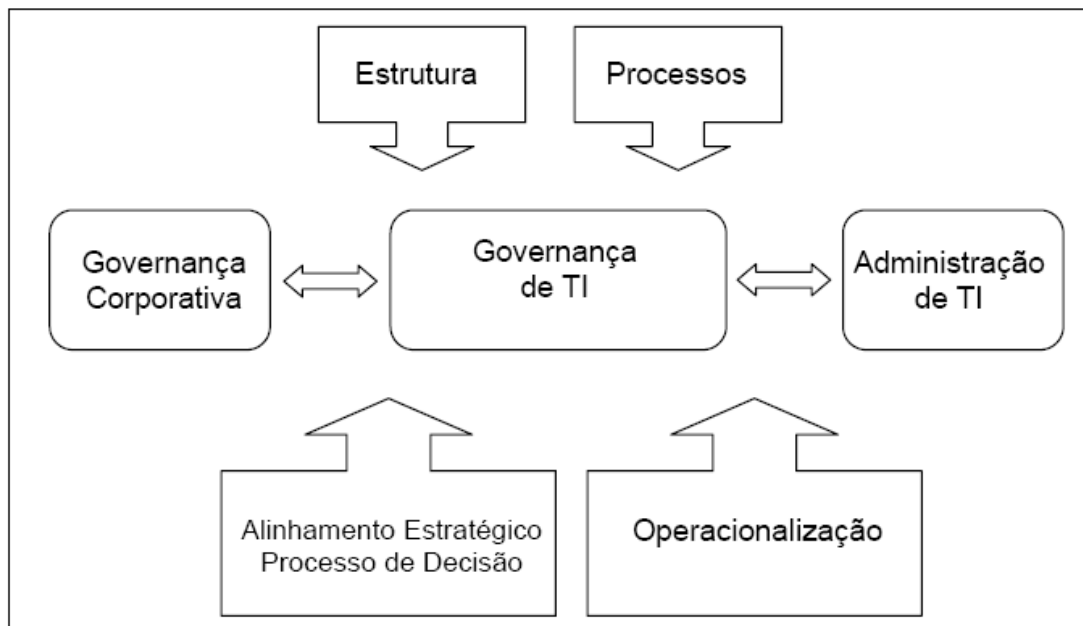 Estrutura
Processos
Governança
Corporativa
Governança
de TI
Administração
de TI
Alinhamento Estratégico
Processo de Decisão
Operacionalização